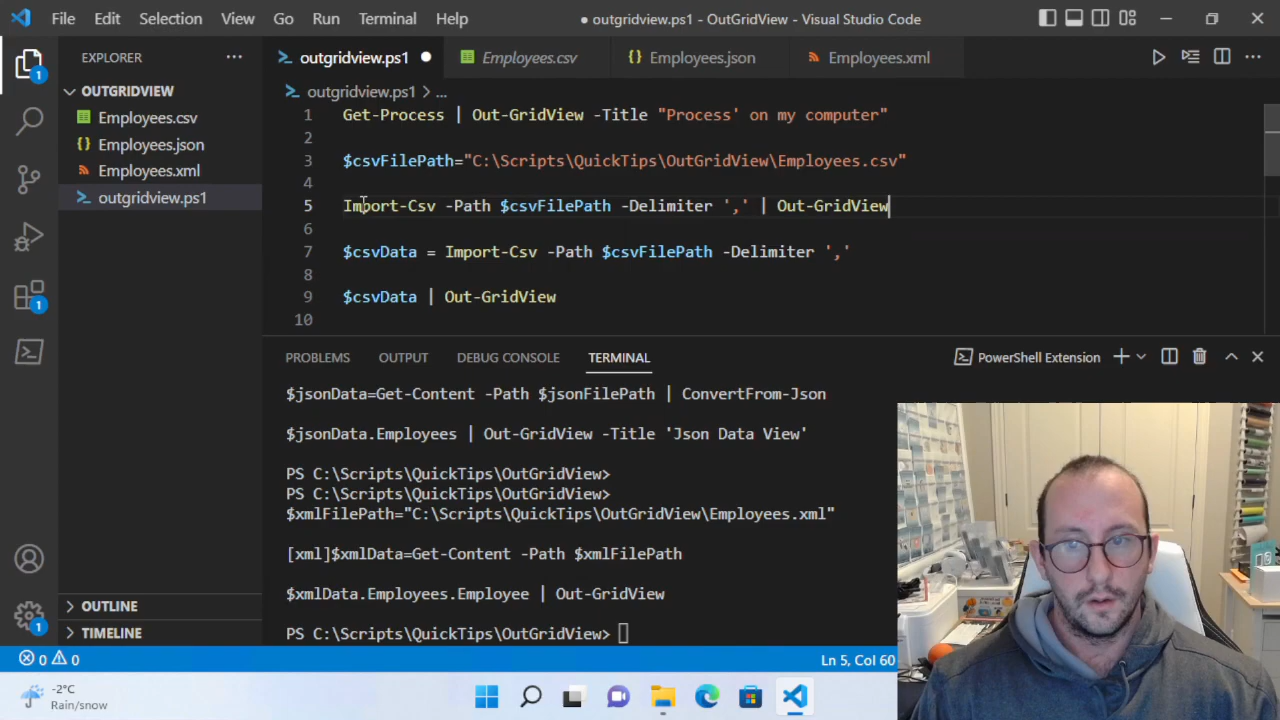 File Edit Selection View Go Run Terminal Help
● outgridview.ps1 - OutGridView - Visual Studio Code
EXPLORER
outgridview.ps1
Employees.csv
Employees.json
Employees.xml
OUTGRIDVIEW
Employees.csv
Employees.json
Employees.xml
outgridview.ps1
OUTLINE
TIMELINE
outgridview.ps1 > ...
1 Get-Process | Out-GridView -Title "Process' on my computer"
2
3 $csvFilePath="C:\Scripts\QuickTips\OutGridView\Employees.csv"
4
5 Import-Csv -Path $csvFilePath -Delimiter ',' | Out-GridView
6
7 $csvData = Import-Csv -Path $csvFilePath -Delimiter ','
8
9 $csvData | Out-GridView
10
PROBLEMS OUTPUT DEBUG CONSOLE TERMINAL
PowerShell Extension
$jsonData=Get-Content -Path $jsonFilePath | ConvertFrom-Json
$jsonData.Employees | Out-GridView -Title 'Json Data View'
PS C:\Scripts\QuickTips\OutGridView>
PS C:\Scripts\QuickTips\OutGridView>
$xmlFilePath="C:\Scripts\QuickTips\OutGridView\Employees.xml"
[xml]$xmlData=Get-Content -Path $xmlFilePath
$xmlData.Employees.Employee | Out-GridView
PS C:\Scripts\QuickTips\OutGridView>
1
1
1
0 0
Ln 5, Col 60
-2°C
Rain/snow